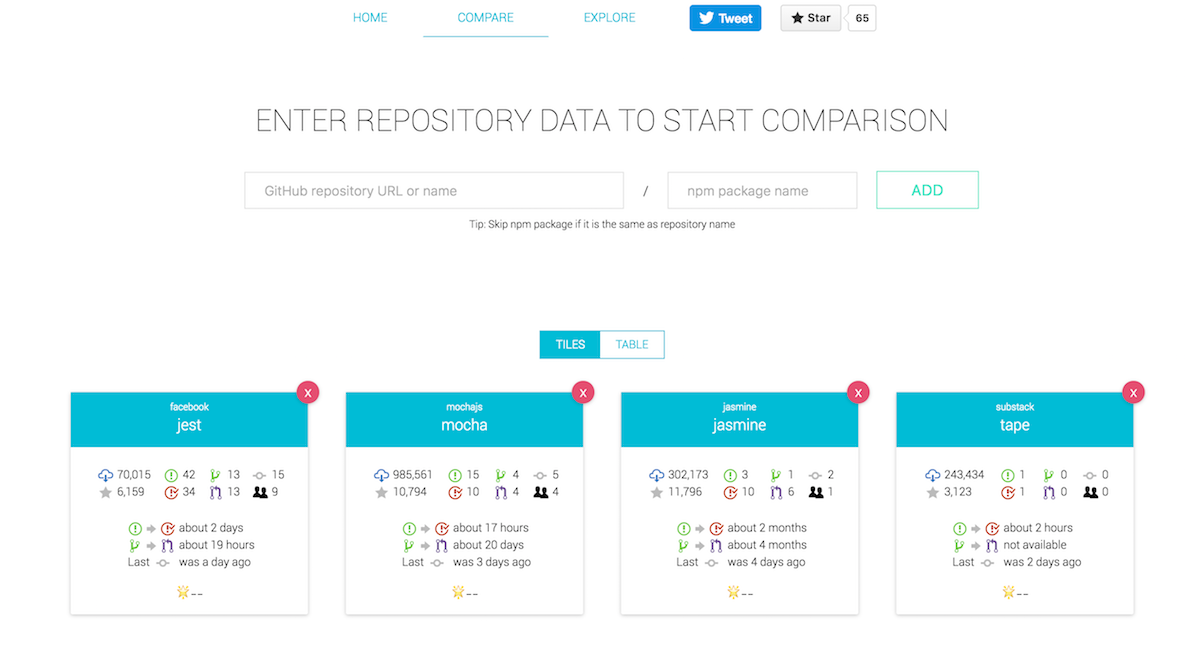 HOME COMPARE EXPLORE Tweet Star 65
ENTER REPOSITORY DATA TO START COMPARISON
GitHub repository URL or name / npm package name ADD
Tip: Skip npm package if it is the same as repository name
TILES TABLE
X
facebook
jest
70,015 42 13 15
6,159 34 13 9
about 2 days
about 19 hours
Last was a day ago
--
X
mochajs
mocha
985,561 15 4 5
10,794 10 4 4
about 17 hours
about 20 days
Last was 3 days ago
--
X
jasmine
jasmine
302,173 3 1 2
11,796 10 6 1
about 2 months
about 4 months
Last was 4 days ago
--
X
substack
tape
243,434 1 0 0
3,123 1 0 0
about 2 hours
not available
Last was 2 days ago
--